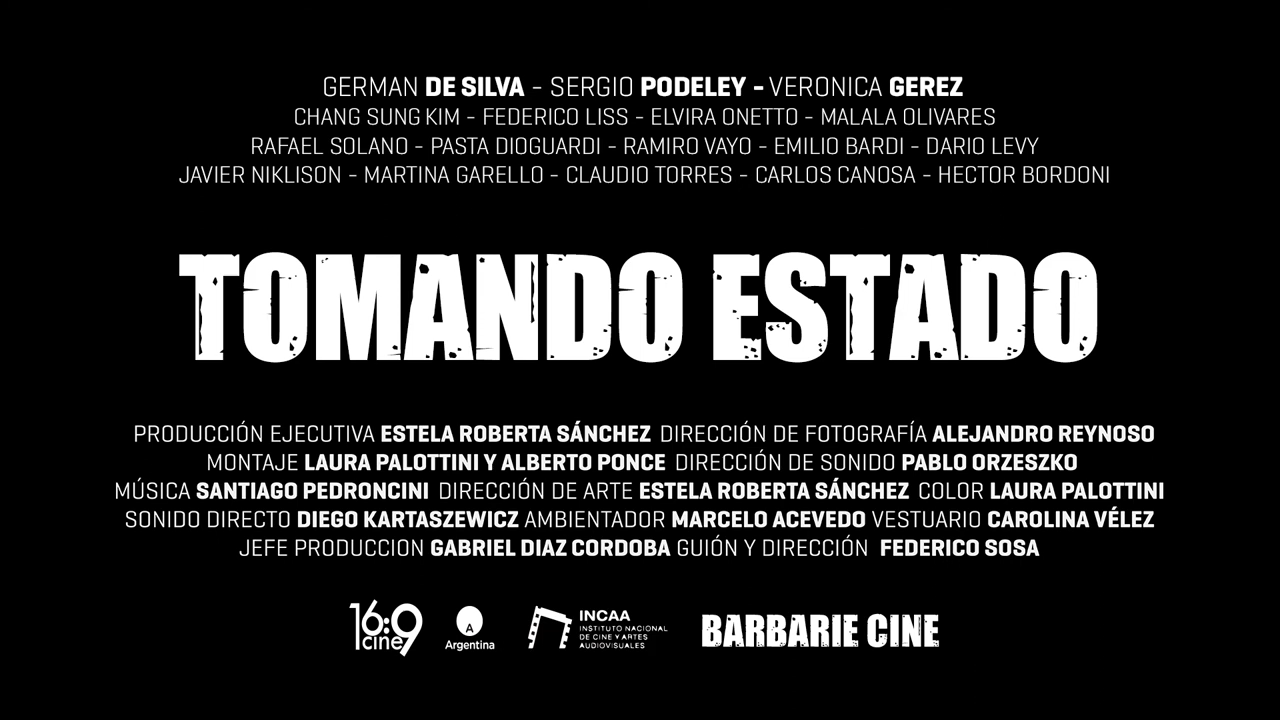 GERMAN DE SILVA - SERGIO PODELEY - VERONICA GEREZ
CHANG SUNG KIM - FEDERICO LISS - ELVIRA ONETTO - MALALA OLIVARES
RAFAEL SOLANO - PASTA DIOGUARDI - RAMIRO VAYO - EMILIO BARDI - DARIO LEVY
JAVIER NIKLISON - MARTINA GARELLO - CLAUDIO TORRES - CARLOS CANOSA - HECTOR BORDONI
TOMANDO ESTADO
PRODUCCIÓN EJECUTIVA ESTELA ROBERTA SÁNCHEZ DIRECCIÓN DE FOTOGRAFÍA ALEJANDRO REYNOSO
MONTAJE LAURA PALOTTINI Y ALBERTO PONCE DIRECCIÓN DE SONIDO PABLO ORZESZKO
MÚSICA SANTIAGO PEDRONCINI DIRECCIÓN DE ARTE ESTELA ROBERTA SÁNCHEZ COLOR LAURA PALOTTINI
SONIDO DIRECTO DIEGO KARTASZEWICZ AMBIENTADOR MARCELO ACEVEDO VESTUARIO CAROLINA VÉLEZ
JEFE PRODUCCION GABRIEL DIAZ CORDOBA GUIÓN Y DIRECCIÓN FEDERICO SOSA
16:9
cine
A
Argentina
INCAA
INSTITUTO NACIONAL
DE CINE Y ARTES
AUDIOVISUALES
BARBARIE CINE